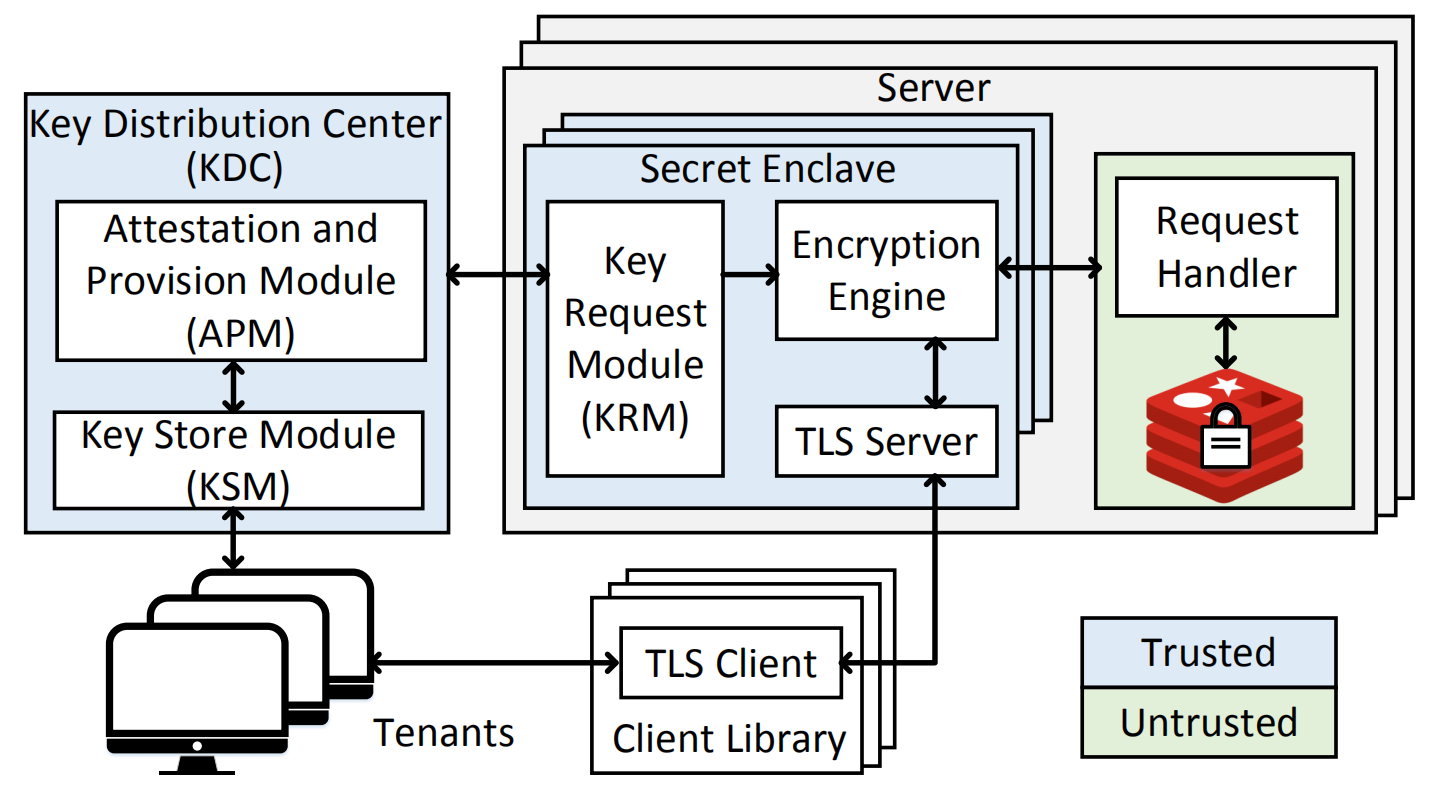 Server
Key Distribution Center
(KDC)
Attestation and
Provision Module
(APM)
Key Store Module
(KSM)
Secret Enclave
Key
Request
Module
(KRM)
Encryption
Engine
TLS Server
Request
Handler
Tenants
TLS Client
Client Library
Trusted
Untrusted